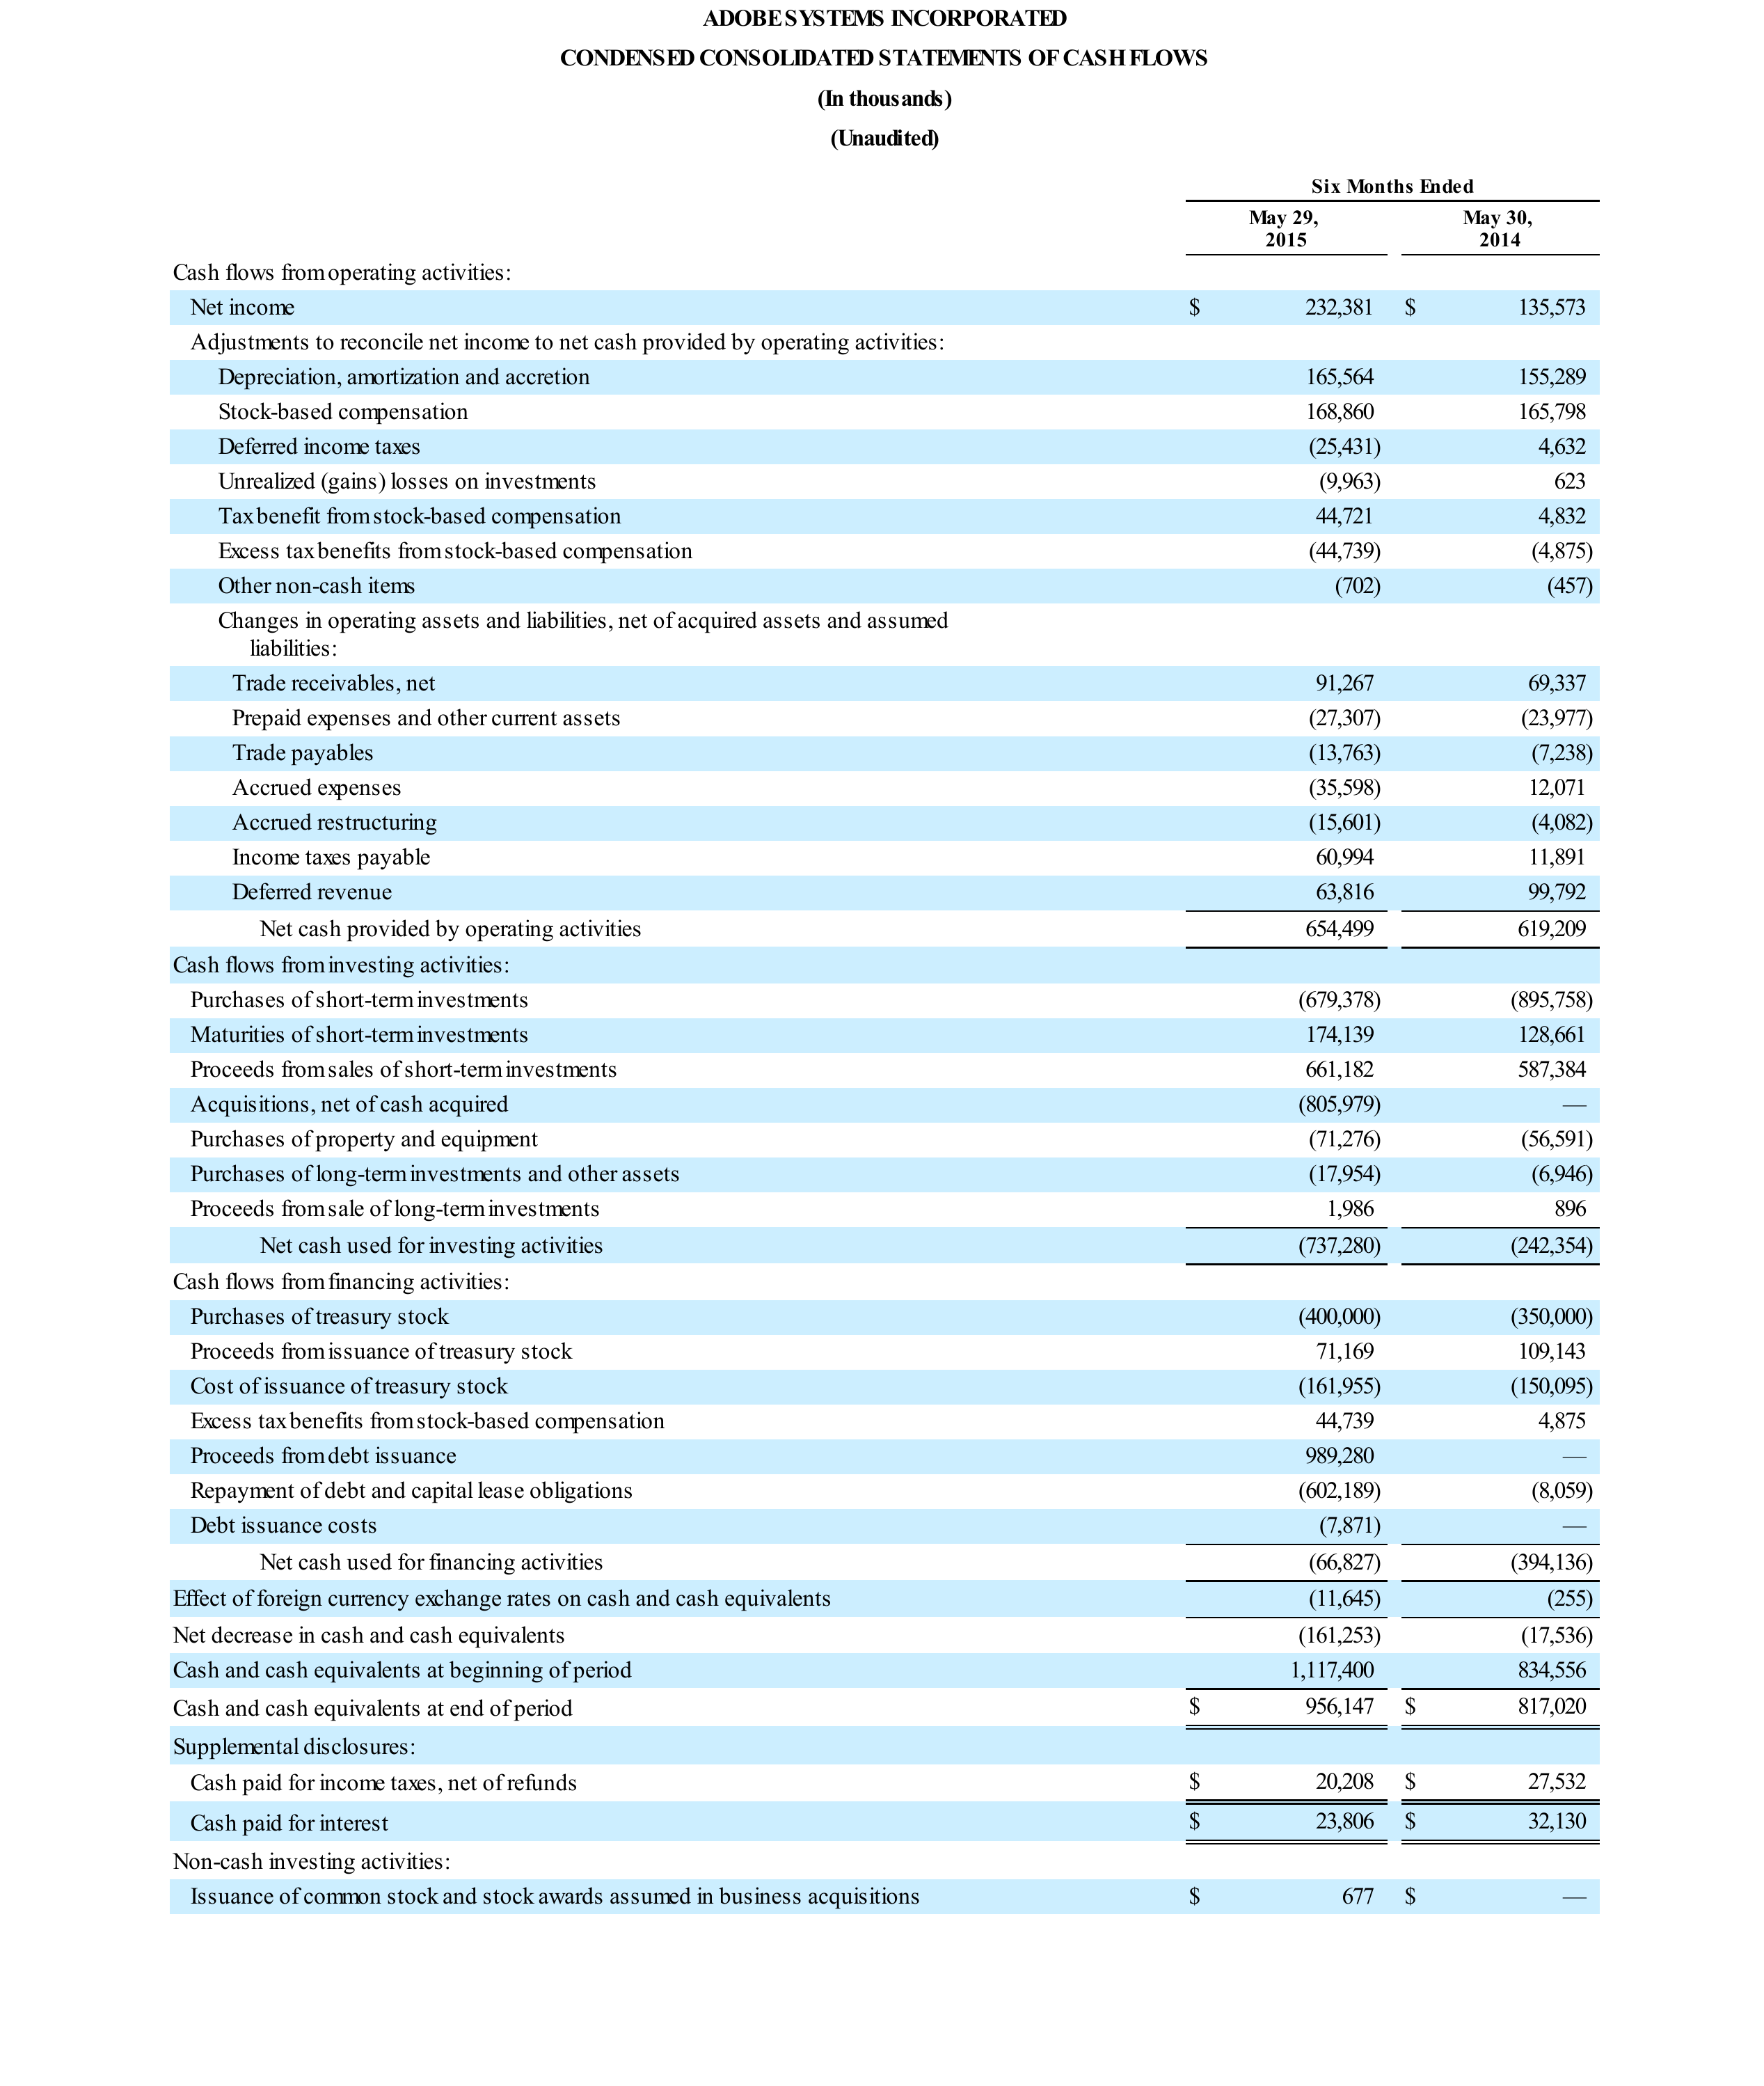 ADOBE SYSTEMS INCORPORATED
CONDENSED CONSOLIDATED STATEMENTS OF CASH FLOWS
(In thousands)
(Unaudited)
Six Months Ended
May 29, 2015 May 30, 2014
Cash flows from operating activities:
Net income $ 232,381 $ 135,573
Adjustments to reconcile net income to net cash provided by operating activities:
Depreciation, amortization and accretion 165,564 155,289
Stock-based compensation 168,860 165,798
Deferred income taxes (25,431) 4,632
Unrealized (gains) losses on investments (9,963) 623
Tax benefit from stock-based compensation 44,721 4,832
Excess tax benefits from stock-based compensation (44,739) (4,875)
Other non-cash items (702) (457)
Changes in operating assets and liabilities, net of acquired assets and assumed
liabilities:
Trade receivables, net 91,267 69,337
Prepaid expenses and other current assets (27,307) (23,977)
Trade payables (13,763) (7,238)
Accrued expenses (35,598) 12,071
Accrued restructuring (15,601) (4,082)
Income taxes payable 60,994 11,891
Deferred revenue 63,816 99,792
Net cash provided by operating activities 654,499 619,209
Cash flows from investing activities:
Purchases of short-term investments (679,378) (895,758)
Maturities of short-term investments 174,139 128,661
Proceeds from sales of short-term investments 661,182 587,384
Acquisitions, net of cash acquired (805,979) —
Purchases of property and equipment (71,276) (56,591)
Purchases of long-term investments and other assets (17,954) (6,946)
Proceeds from sale of long-term investments 1,986 896
Net cash used for investing activities (737,280) (242,354)
Cash flows from financing activities:
Purchases of treasury stock (400,000) (350,000)
Proceeds from issuance of treasury stock 71,169 109,143
Cost of issuance of treasury stock (161,955) (150,095)
Excess tax benefits from stock-based compensation 44,739 4,875
Proceeds from debt issuance 989,280 —
Repayment of debt and capital lease obligations (602,189) (8,059)
Debt issuance costs (7,871) —
Net cash used for financing activities (66,827) (394,136)
Effect of foreign currency exchange rates on cash and cash equivalents (11,645) (255)
Net decrease in cash and cash equivalents (161,253) (17,536)
Cash and cash equivalents at beginning of period 1,117,400 834,556
Cash and cash equivalents at end of period $ 956,147 $ 817,020
Supplemental disclosures:
Cash paid for income taxes, net of refunds $ 20,208 $ 27,532
Cash paid for interest $ 23,806 $ 32,130
Non-cash investing activities:
Issuance of common stock and stock awards assumed in business acquisitions $ 677 $ —